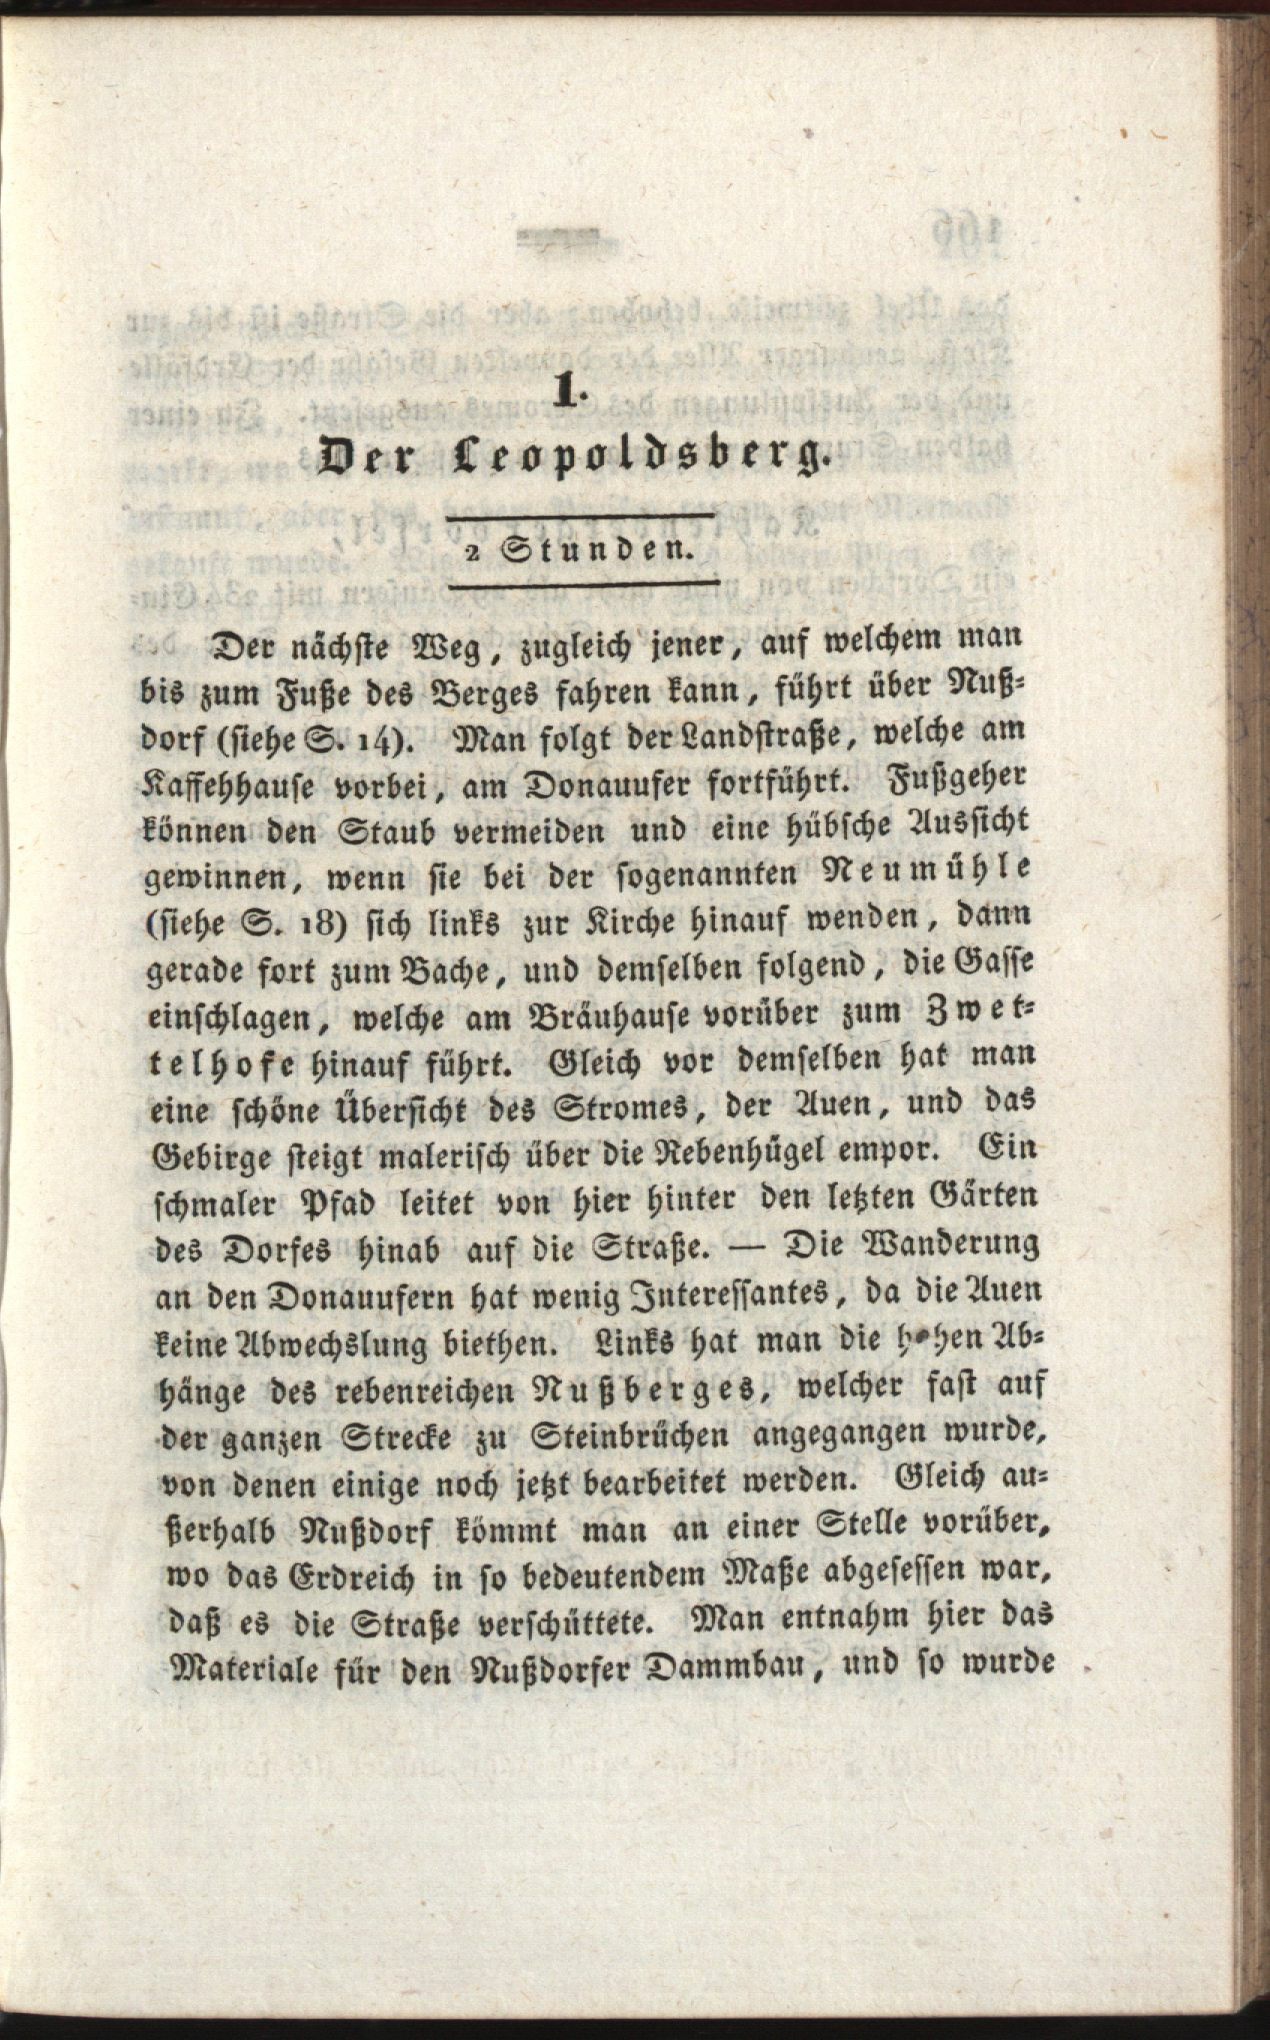 1.
Der Leopoldsberg.
2 Stunden.
Der nächste Weg, zugleich jener, auf welchem man
bis zum Fuße des Berges fahren kann, führt über Nuß-
dorf (siehe S. 14). Man folgt der Landstraße, welche am
Kaffehhause vorbei, am Donauufer fortführt. Fußgeher
können den Staub vermeiden und eine hübsche Aussicht
gewinnen, wenn sie bei der sogenannten Neumühle
(siehe S. 18) sich links zur Kirche hinauf wenden, dann
gerade fort zum Bache, und demselben folgend, die Gasse
einschlagen, welche am Bräuhause vorüber zum Zwet-
telhofe hinauf führt. Gleich vor demselben hat man
eine schöne Übersicht des Stromes, der Auen, und das
Gebirge steigt malerisch über die Rebenhügel empor. Ein
schmaler Pfad leitet von hier hinter den letzten Gärten
des Dorfes hinab auf die Straße. — Die Wanderung
an den Donauufern hat wenig Interessantes, da die Auen
keine Abwechslung biethen. Links hat man die hohen Ab-
hänge des rebenreichen Nußberges, welcher fast auf
der ganzen Strecke zu Steinbrüchen angegangen wurde,
von denen einige noch jetzt bearbeitet werden. Gleich au-
ßerhalb Nußdorf kömmt man an einer Stelle vorüber,
wo das Erdreich in so bedeutendem Maße abgesessen war,
daß es die Straße verschüttete. Man entnahm hier das
Materiale für den Nußdorfer Dammbau, und so wurde